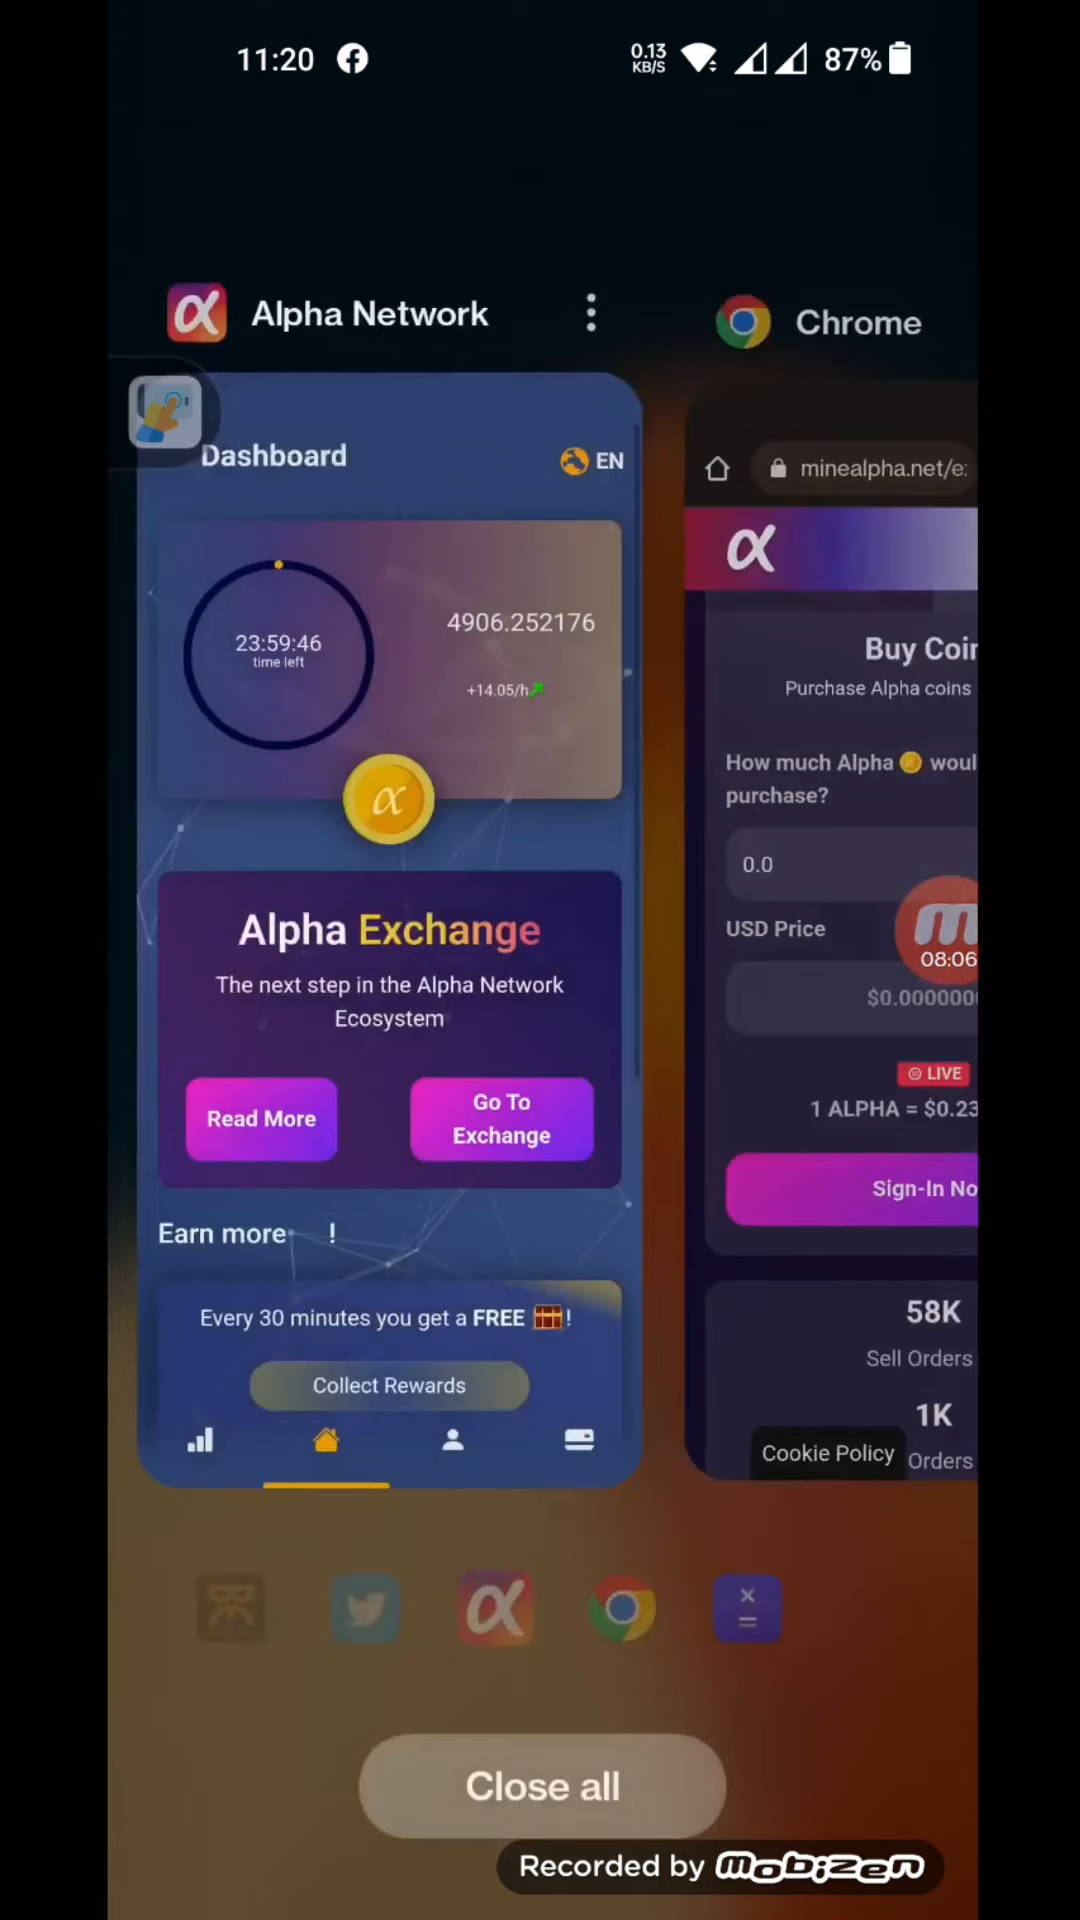 11:20
0.13
KB/S
87%
Alpha Network
Chrome
Dashboard
EN
minealpha.net/e
23:59:46
time left
4906.252176
+14.05/h
α
α
Buy Coin
Purchase Alpha coins
How much Alpha woul
purchase?
0.0
USD Price
m
08:06
$0.0000000
LIVE
1 ALPHA = $0.23
Sign-In No
Alpha Exchange
The next step in the Alpha Network
Ecosystem
Read More
Go To
Exchange
Earn more !
Every 30 minutes you get a FREE !
Collect Rewards
58K
Sell Orders
1K
Orders
Cookie Policy
Close all
Recorded by mobizen